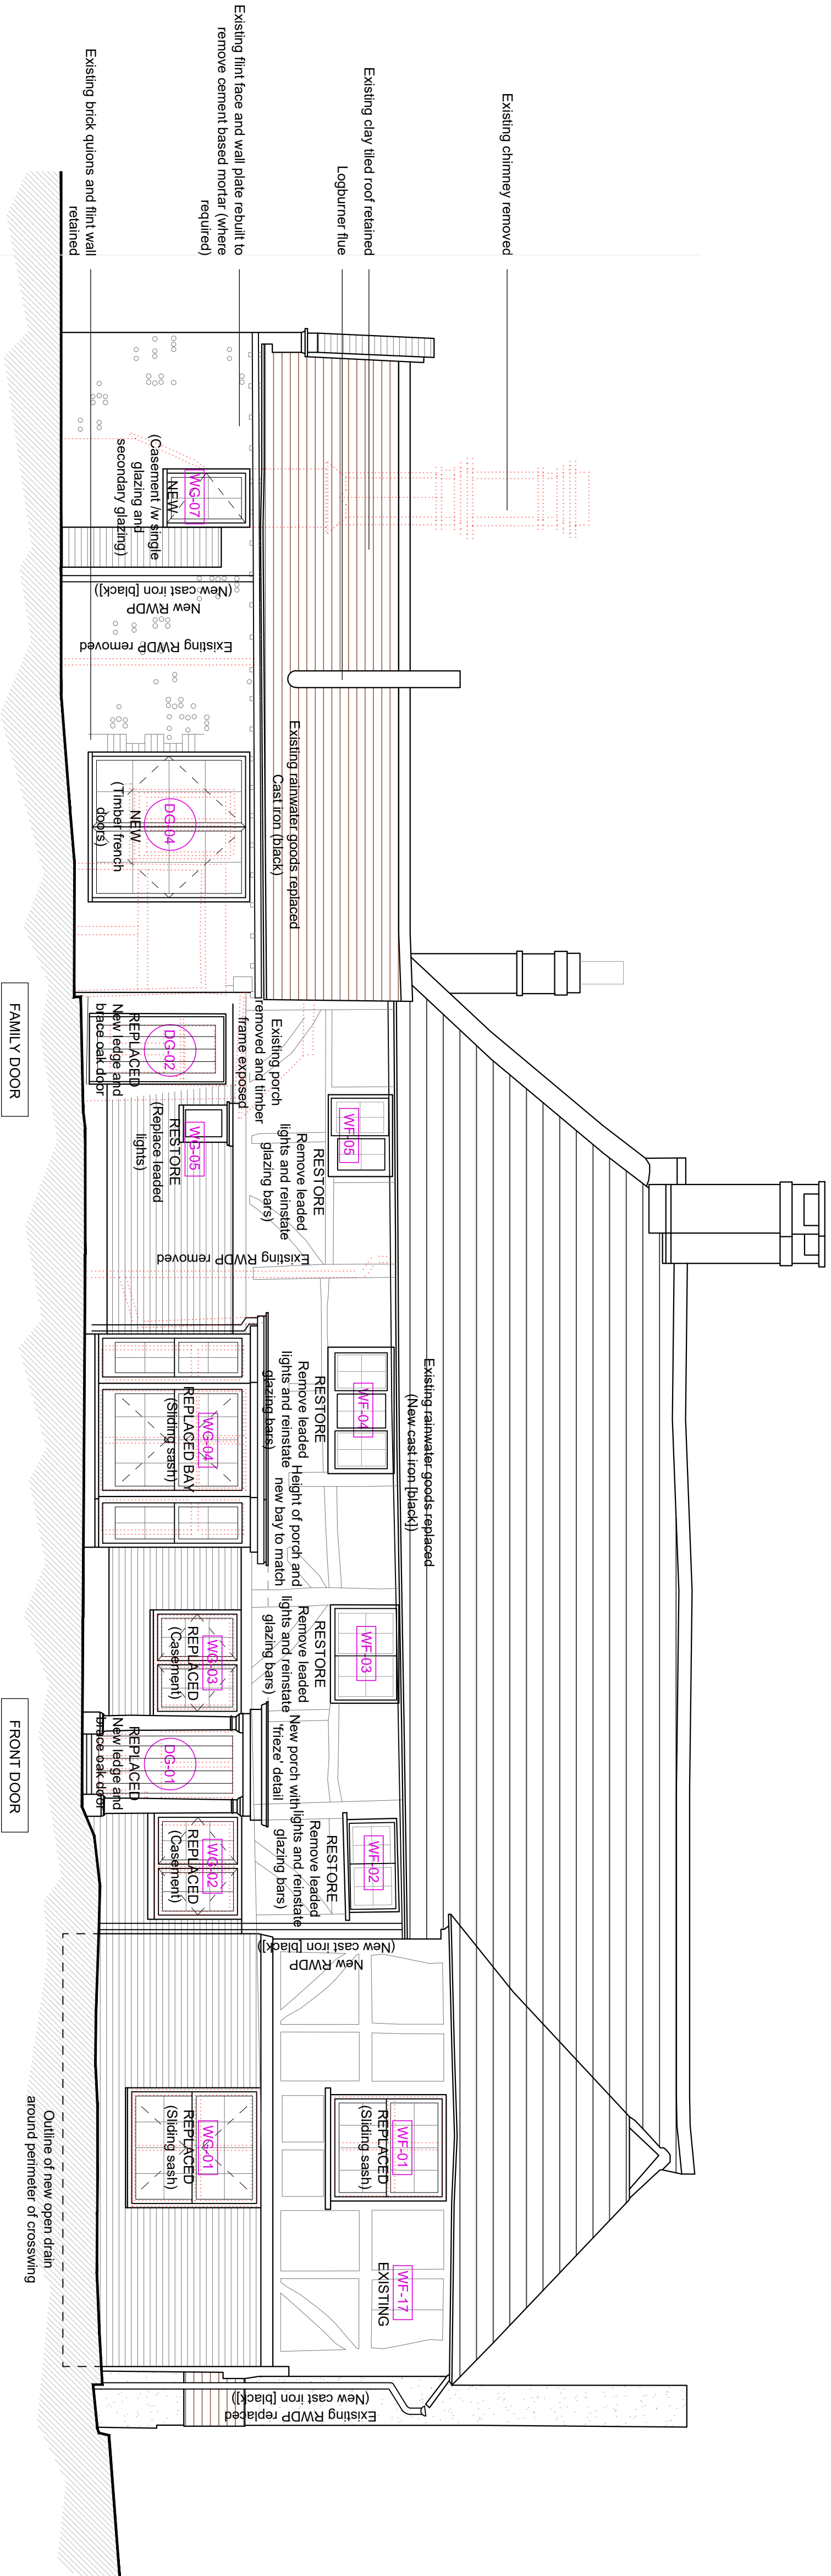 Existing chimney removed
Existing clay tiled roof retained
Logburner flue
Existing flint face and wall plate rebuilt to
remove cement based mortar (where
required)
Existing brick quions and flint wall
retained
WG-07
NEW
(Casement /w single
glazing and
secondary glazing)
New RWDP
(New cast iron [black])
Existing RWDP removed
Existing rainwater goods replaced
Cast iron (black)
DG-04
NEW
(Timber french
doors)
DG-02
REPLACED
New ledge and
brace oak door
Existing porch
removed and timber
frame exposed
WG-05
RESTORE
(Replace leaded
lights)
WF-05
RESTORE
Remove leaded
lights and reinstate
glazing bars)
Existing RWDP removed
WF-04
RESTORE
Remove leaded
lights and reinstate
glazing bars)
Existing rainwater goods replaced
(New cast iron [black])
WG-04
REPLACED BAY
(Sliding sash)
Height of porch and
new bay to match
WF-03
RESTORE
Remove leaded
lights and reinstate
glazing bars)
WG-03
REPLACED
(Casement)
DG-01
REPLACED
New ledge and
brace oak door
New porch with
'frieze' detail
WF-02
RESTORE
Remove leaded
lights and reinstate
glazing bars)
WG-02
REPLACED
(Casement)
New RWDP
(New cast iron [black])
WF-01
REPLACED
(Sliding sash)
WG-01
REPLACED
(Sliding sash)
WF-17
EXISTING
Existing RWDP replaced
(New cast iron [black])
Outline of new open drain
around perimeter of crosswing
FAMILY DOOR
FRONT DOOR